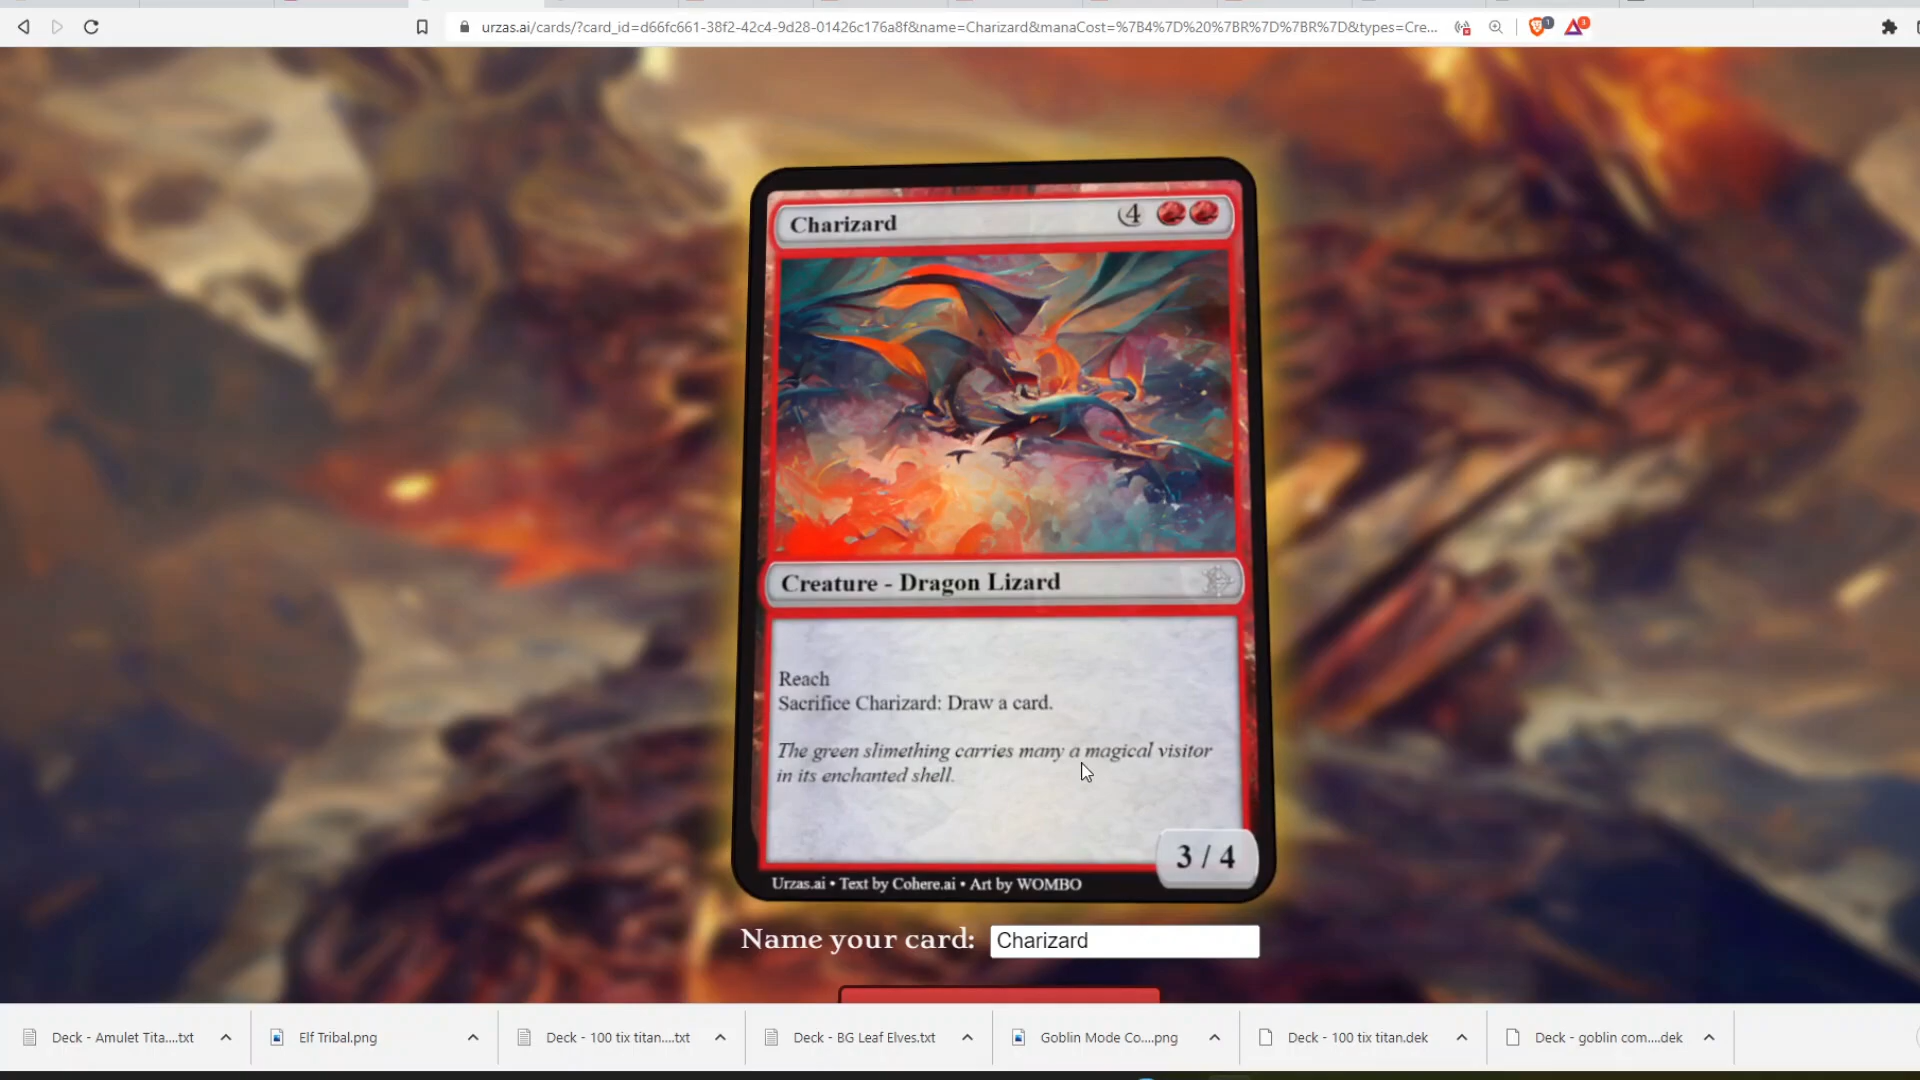 urzas.ai/cards/?card_id=d66fc661-38f2-42c4-9d28-01426c176a8f&name=Charizard&manaCost=%7B4%7D%20%7BR%7D%7BR%7D&types=Cre...
1
3
Charizard
4
Creature - Dragon Lizard
Reach
Sacrifice Charizard: Draw a card.
The green slimething carries many a magical visitor
in its enchanted shell.
3 / 4
Urzas.ai • Text by Cohere.ai • Art by WOMBO
Name your card: Charizard
Deck - Amulet Tita....txt
Elf Tribal.png
Deck - 100 tix titan....txt
Deck - BG Leaf Elves.txt
Goblin Mode Co....png
Deck - 100 tix titan.dek
Deck - goblin com....dek